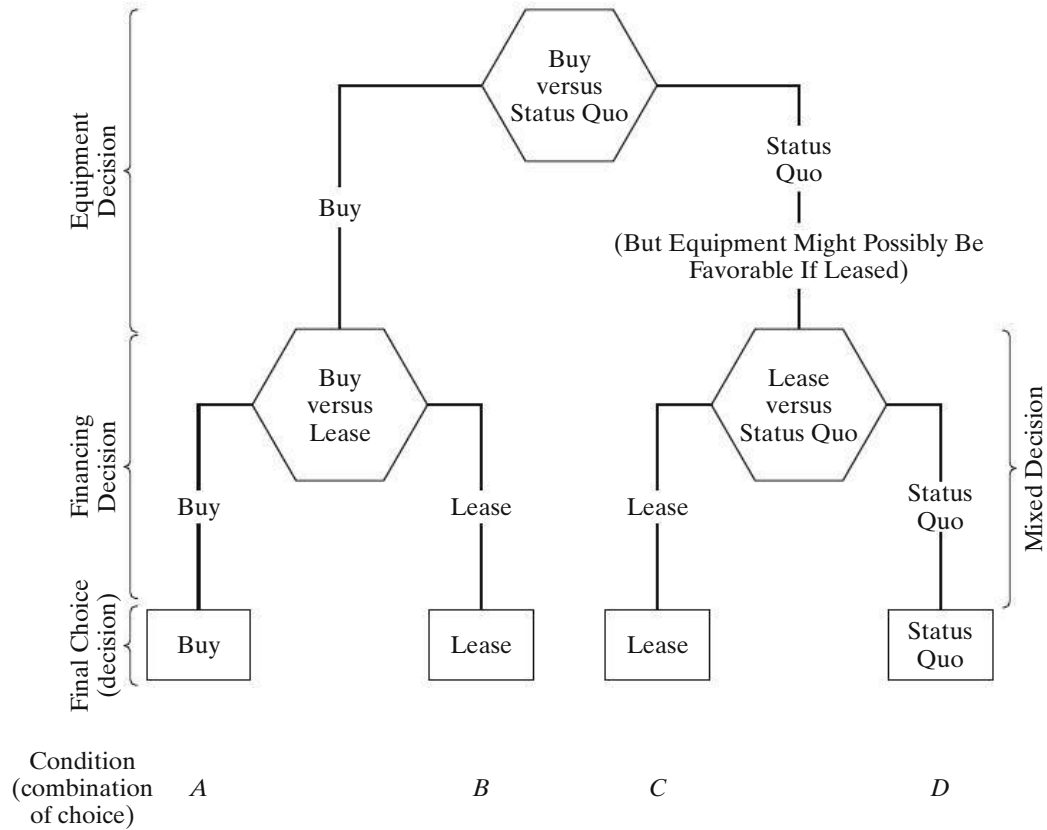 Buy
versus
Status Quo
Equipment
Decision
Status
Quo
Buy
(But Equipment Might Possibly Be
Favorable If Leased)
Buy
versus
Lease
Lease
versus
Status Quo
Financing
Decision
Mixed Decision
Buy
Lease
Lease
Status
Quo
Final Choice
(decision)
Buy
Lease
Lease
Status
Quo
Condition
(combination
of choice)
A
B
C
D